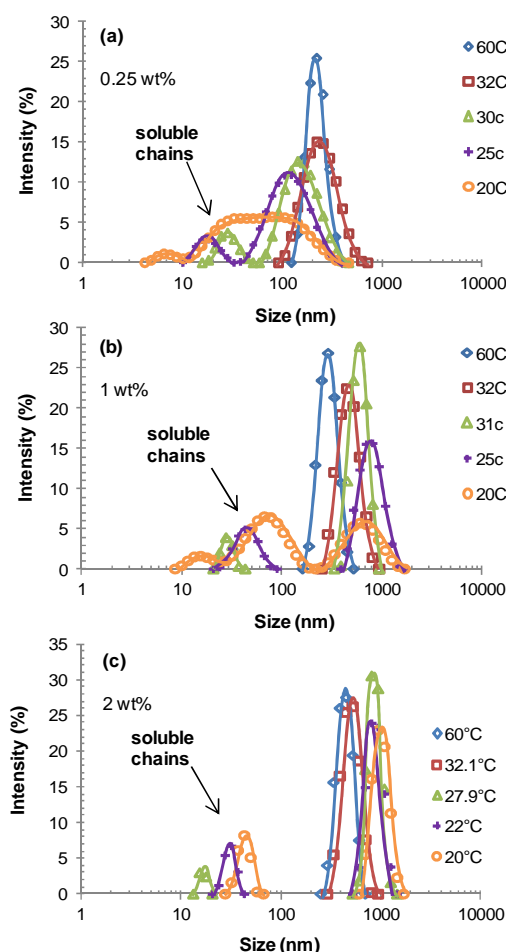 (a)
0.25 wt%
soluble
chains
Intensity (%)
30
25
20
15
10
5
0
1 10 100 1000 10000
Size (nm)
60C
32C
30c
25c
20C
(b)
1 wt%
soluble
chains
Intensity (%)
30
25
20
15
10
5
0
1 10 100 1000 10000
Size (nm)
60C
32C
31c
25c
20C
(c)
2 wt%
soluble
chains
Intensity (%)
35
30
25
20
15
10
5
0
1 10 100 1000 10000
Size (nm)
60°C
32.1°C
27.9°C
22°C
20°C